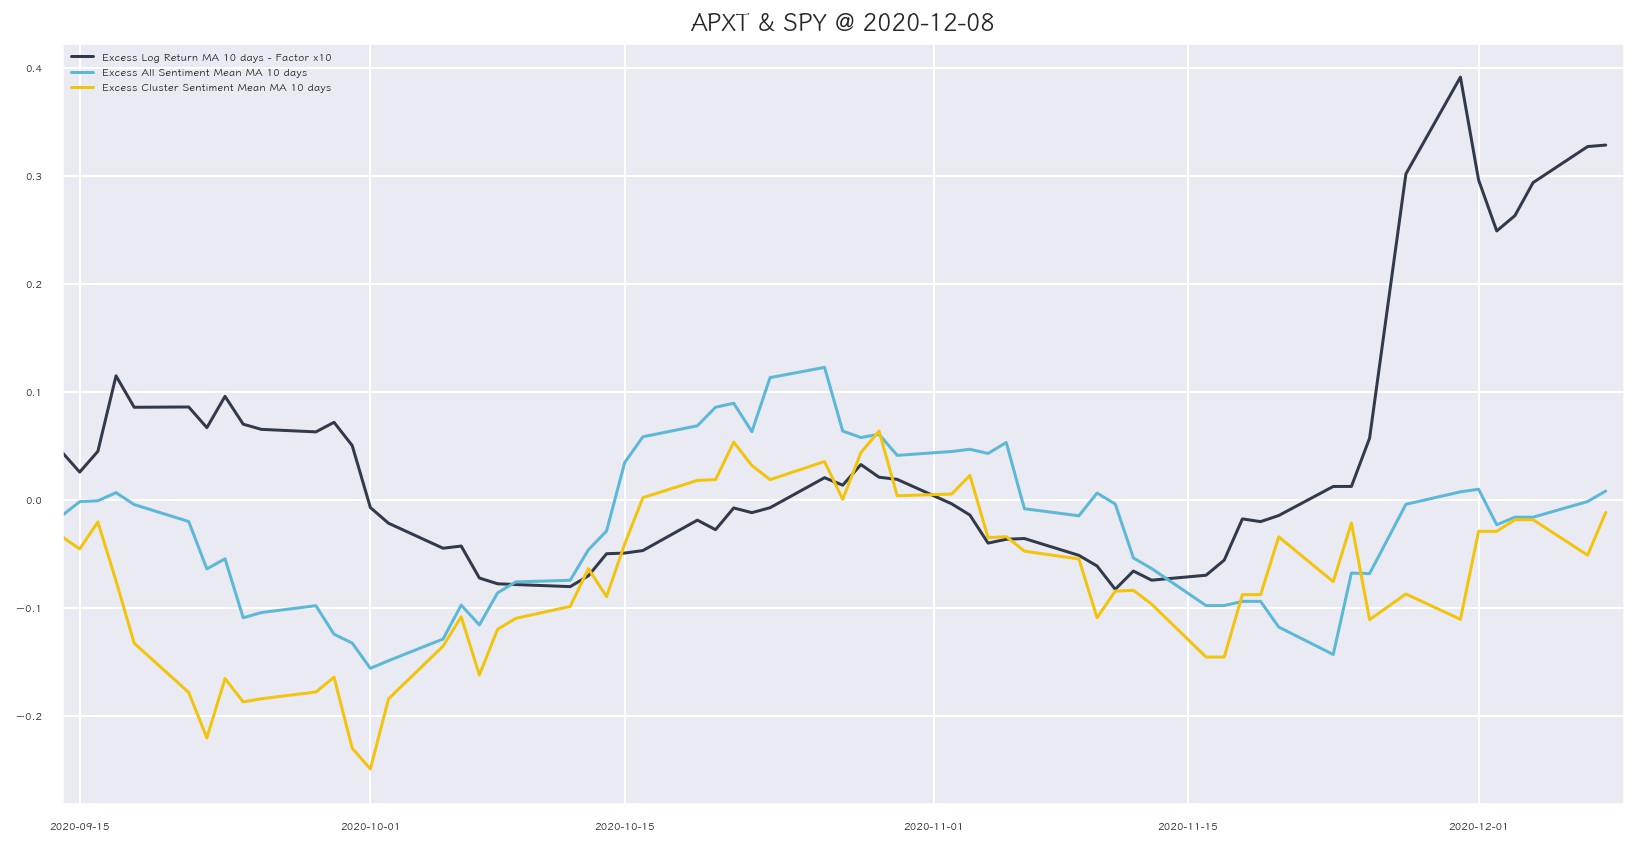 APXT & SPY @ 2020-12-08
Excess Log Return MA 10 days - Factor x10
Excess All Sentiment Mean MA 10 days
Excess Cluster Sentiment Mean MA 10 days
0.4
0.3
0.2
0.1
0.0
−0.1
−0.2
2020-09-15 2020-10-01 2020-10-15 2020-11-01 2020-11-15 2020-12-01